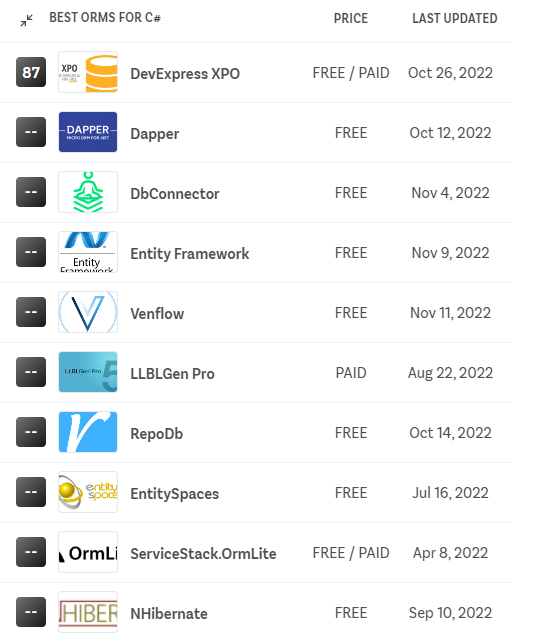 BEST ORMS FOR C# PRICE LAST UPDATED
87 XPO DevExpress XPO FREE / PAID Oct 26, 2022
-- DAPPER MICRO ORM FOR .NET Dapper FREE Oct 12, 2022
-- DbConnector FREE Nov 4, 2022
-- Entity Framework Entity Framework FREE Nov 9, 2022
-- Venflow FREE Nov 11, 2022
-- LLBLGen Pro 5 LLBLGen Pro PAID Aug 22, 2022
-- r RepoDb FREE Oct 14, 2022
-- entity space EntitySpaces FREE Jul 16, 2022
-- OrmLi ServiceStack.OrmLite FREE / PAID Apr 8, 2022
-- HIBER NHibernate FREE Sep 10, 2022